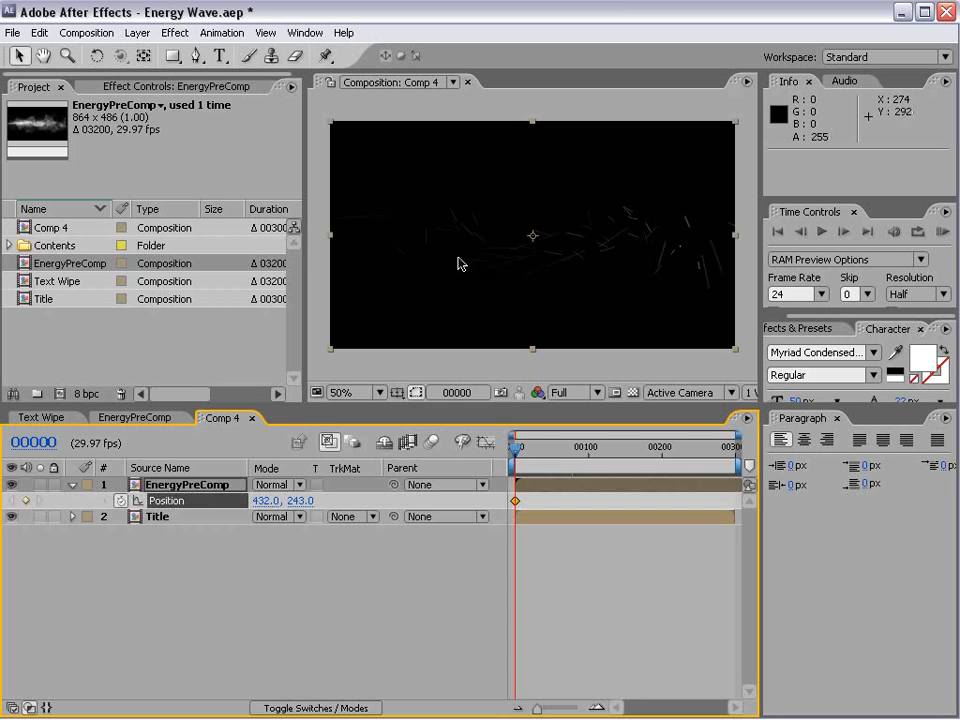 Adobe After Effects - Energy Wave.aep *
File Edit Composition Layer Effect Animation View Window Help
Workspace: Standard
Project Effect Controls: EnergyPreComp
Composition: Comp 4
Info Audio
EnergyPreComp, used 1 time
864 x 486 (1.00)
Δ 03200, 29.97 fps
R : 0
G : 0
B : 0
A : 255
X : 274
Y : 292
Name Type Size Duration
Comp 4 Composition Δ 00300
Contents Folder
EnergyPreComp Composition Δ 03200
Text Wipe Composition Δ 03200
Title Composition Δ 00300
Time Controls
RAM Preview Options
Frame Rate Skip Resolution
24 0 Half
ffects & Presets Character
Myriad Condensed...
Regular
8 bpc
50% 00000 Full Active Camera 1 V
Text Wipe EnergyPreComp Comp 4
Paragraph
00000 (29.97 fps)
00100 00200 0030
# Source Name Mode T TrkMat Parent
1 EnergyPreComp Normal None
Position 432.0, 243.0
2 Title Normal None None
0 px 0 px 0 px
0 px 0 px
Toggle Switches / Modes